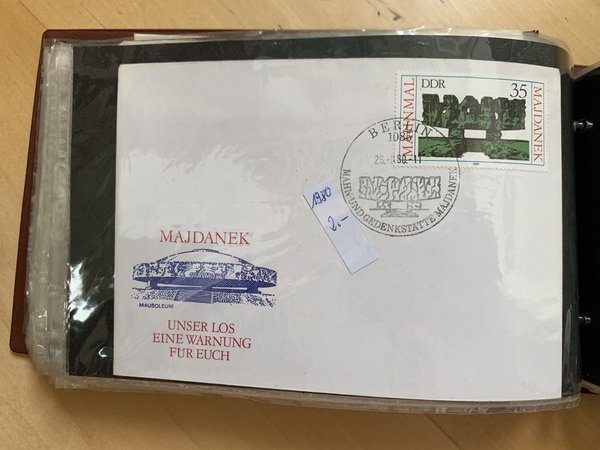 MAHNMAL
DDR
35
MAJDANEK
BERLIN
1085
MAHN-UND GEDENKSTÄTTE MAJDANEK
1980
2.-
MAJDANEK
MAUSOLEUM
UNSER LOS
EINE WARNUNG
FÜR EUCH